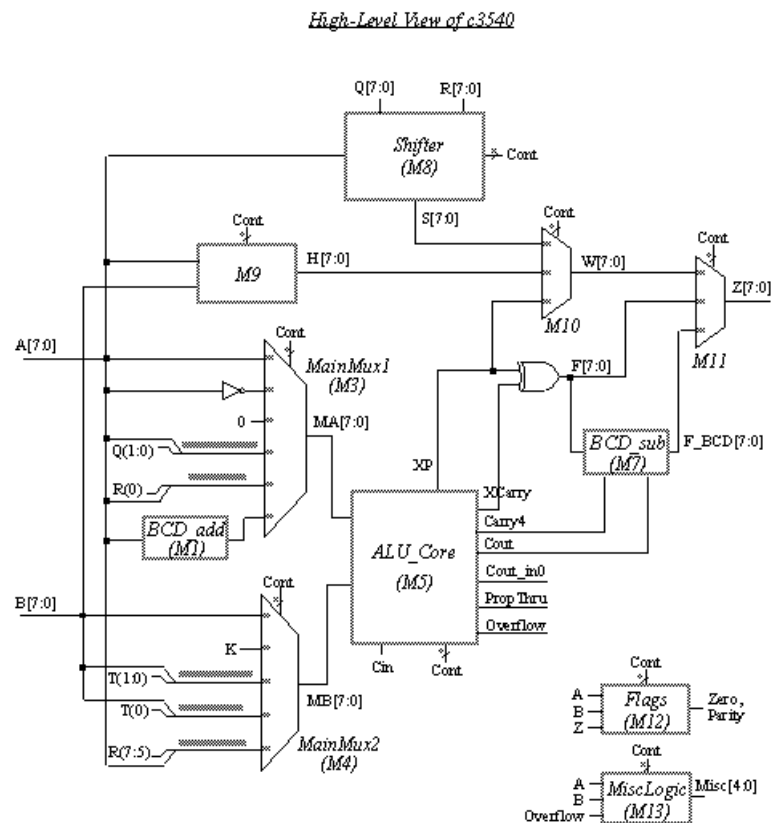 High-Level View of c3540
Q[7:0]
R[7:0]
Shifter
(M8)
Cont
S[7:0]
Cont
Cont
Cont
M9
H[7:0]
W[7:0]
Z[7:0]
M10
M11
A[7:0]
Cont
MainMux1
(M3)
0
Q(1:0)
R(0)
MA[7:0]
F[7:0]
BCD_sub
(M7)
F_BCD[7:0]
XP
BCD_add
(M1)
XCarry
Carry4
Cout
ALU_Core
(M5)
Cout_in0
PropThru
Overflow
Cin
Cont
B[7:0]
Cont
K
T(1:0)
T(0)
R(7:5)
MB[7:0]
MainMux2
(M4)
Cont
A
B
Z
Flags
(M12)
Zero,
Parity
Cont
A
B
Overflow
MiscLogic
(M13)
Misc[4:0]